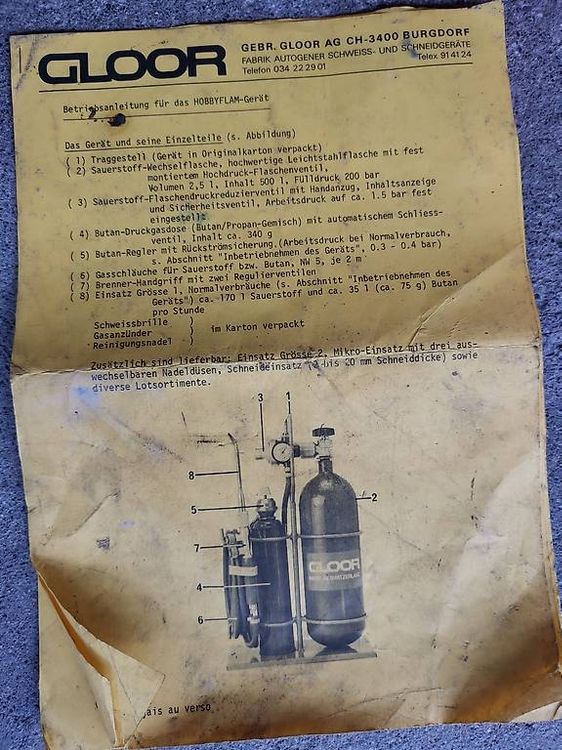 GLOOR
GEBR. GLOOR AG CH-3400 BURGDORF
FABRIK AUTOGENER SCHWEISS- UND SCHNEIDGERÄTE
Telefon 034 22 29 01 Telex 91 41 24
Betriebsanleitung für das HOBBYFLAM-Gerät
Das Gerät und seine Einzelteile (s. Abbildung)
( 1) Traggestell (Gerät in Originalkarton verpackt)
( 2) Sauerstoff-Wechselflasche, hochwertige Leichtstahlflasche mit fest
montiertem Hochdruck-Flaschenventil,
Volumen 2,5 l, Inhalt 500 l, Fülldruck 200 bar
( 3) Sauerstoff-Flaschendruckreduzierventil mit Handanzug, Inhaltsanzeige
und Sicherheitsventil, Arbeitsdruck auf ca. 1.5 bar fest
eingestellt
( 4) Butan-Druckgasdose (Butan/Propan-Gemisch) mit automatischem Schliess-
ventil, Inhalt ca. 340 g
( 5) Butan-Regler mit Rückströmsicherung.(Arbeitsdruck bei Normalverbrauch,
s. Abschnitt "Inbetriebnehmen des Geräts", 0.3 - 0.4 bar)
( 6) Gasschläuche für Sauerstoff bzw. Butan, NW 5, je 2 m
( 7) Brenner-Handgriff mit zwei Regulierventilen
( 8) Einsatz Grösse 1, Normalverbräuche (s. Abschnitt "Inbetriebnehmen des
Geräts") ca. 170 l Sauerstoff und ca. 35 l (ca. 75 g) Butan
pro Stunde
Schweissbrille )
Gasanzünder ) im Karton verpackt
Reinigungsnadel )
Zusätzlich sind lieferbar: Einsatz Grösse 2, Mikro-Einsatz mit drei aus-
wechselbaren Nadeldüsen, Schneideinsatz (2 bis 20 mm Schneiddicke) sowie
diverse Lotsortimente.
1
3
8
2
5
7
GLOOR
MADE IN SWITZERLAND
4
6
au verso